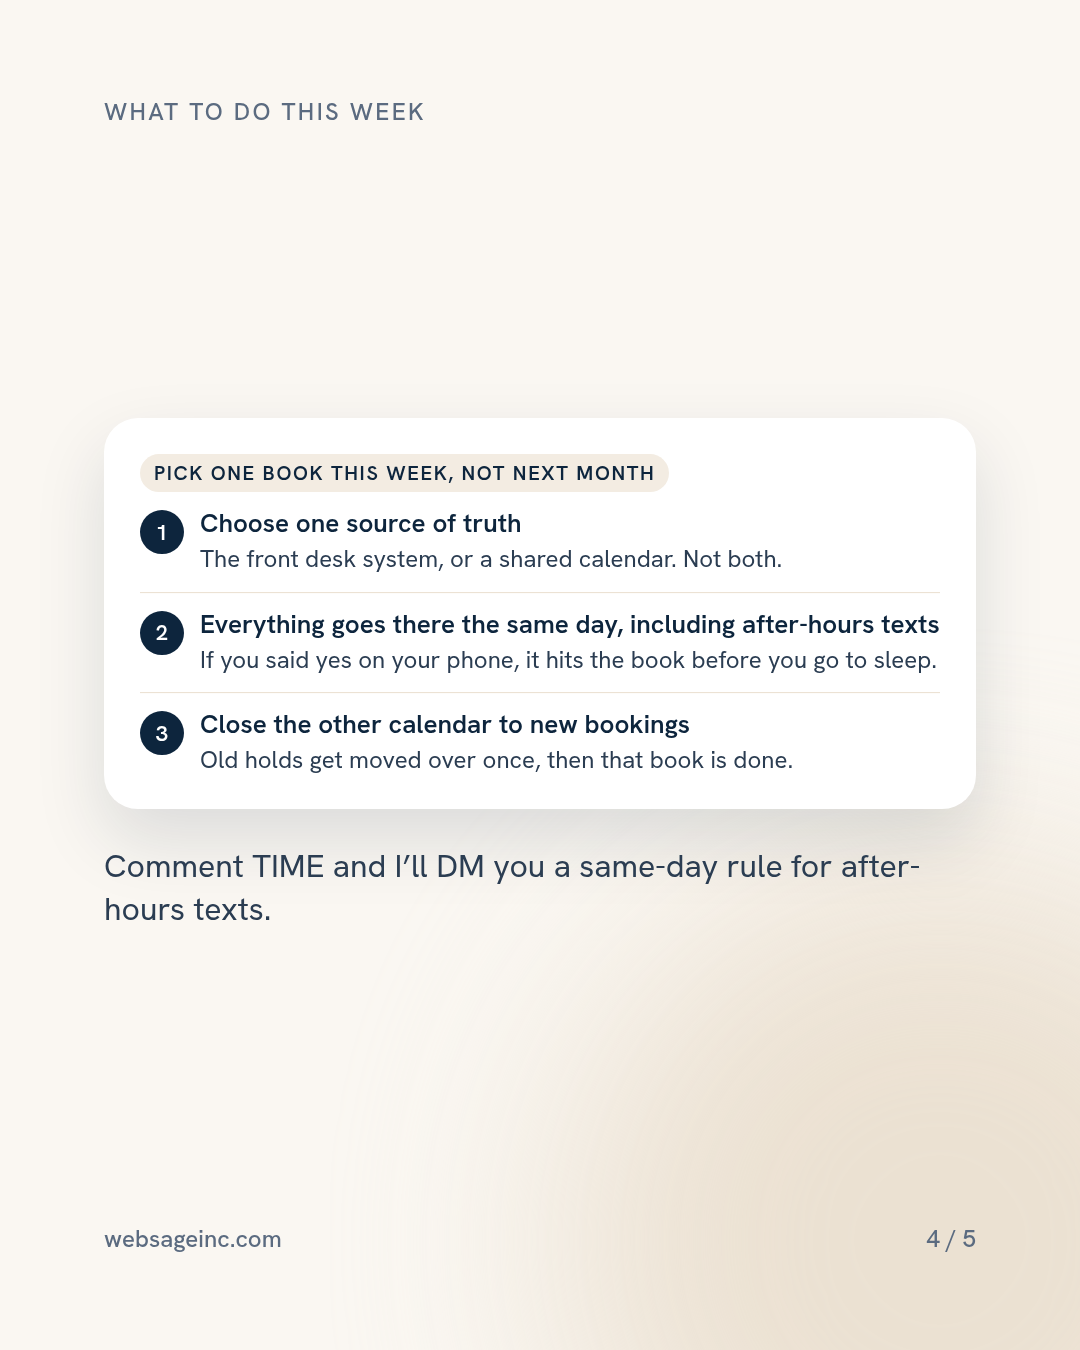 WHAT TO DO THIS WEEK
PICK ONE BOOK THIS WEEK, NOT NEXT MONTH
1 Choose one source of truth
The front desk system, or a shared calendar. Not both.
2 Everything goes there the same day, including after-hours texts
If you said yes on your phone, it hits the book before you go to sleep.
3 Close the other calendar to new bookings
Old holds get moved over once, then that book is done.
Comment TIME and I’ll DM you a same-day rule for after-
hours texts.
websageinc.com
4 / 5